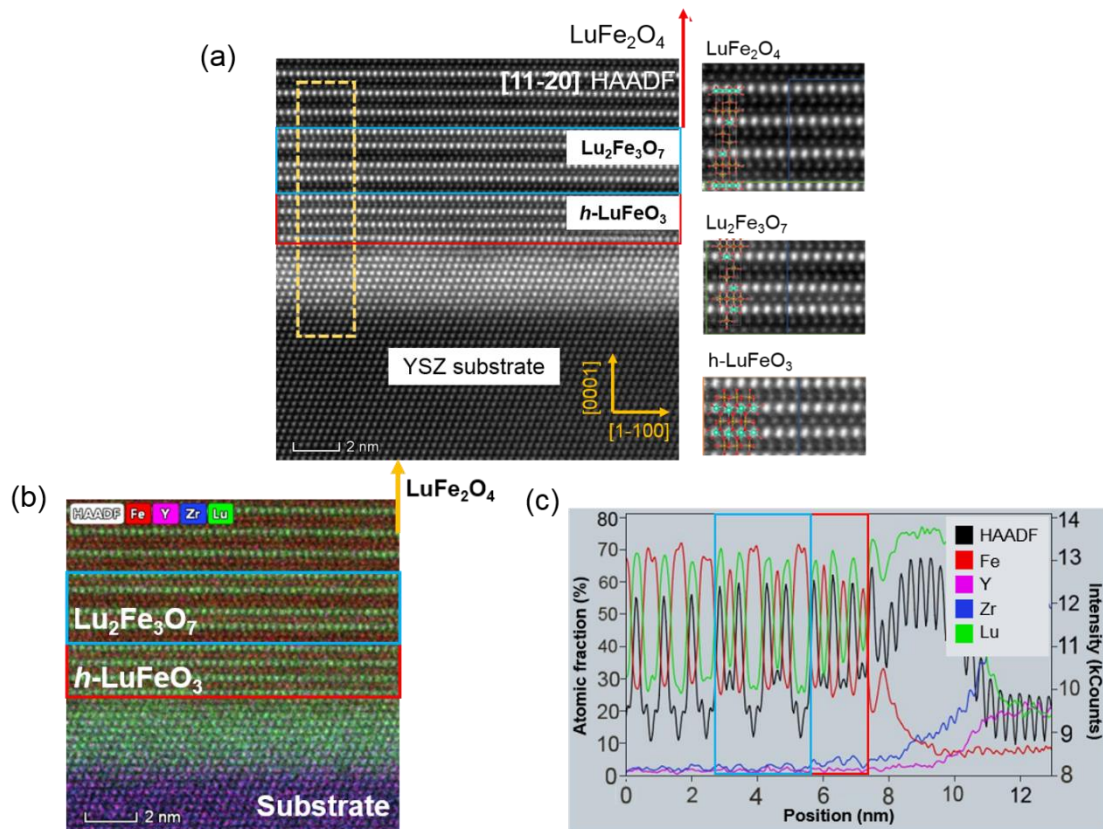 (a)
LuFe₂O₄
[11-20] HAADF
Lu₂Fe₃O₇
h-LuFeO₃
YSZ substrate
[0001]
[1-100]
2 nm
LuFe₂O₄
Lu₂Fe₃O₇
h-LuFeO₃
(b)
LuFe₂O₄
HAADF Fe Y Zr Lu
Lu₂Fe₃O₇
h-LuFeO₃
Substrate
2 nm
(c)
Atomic fraction (%)
80
70
60
50
40
30
20
10
0
0 2 4 6 8 10 12
Position (nm)
14
13
12
11
10
9
8
Intensity (kCounts)
HAADF
Fe
Y
Zr
Lu